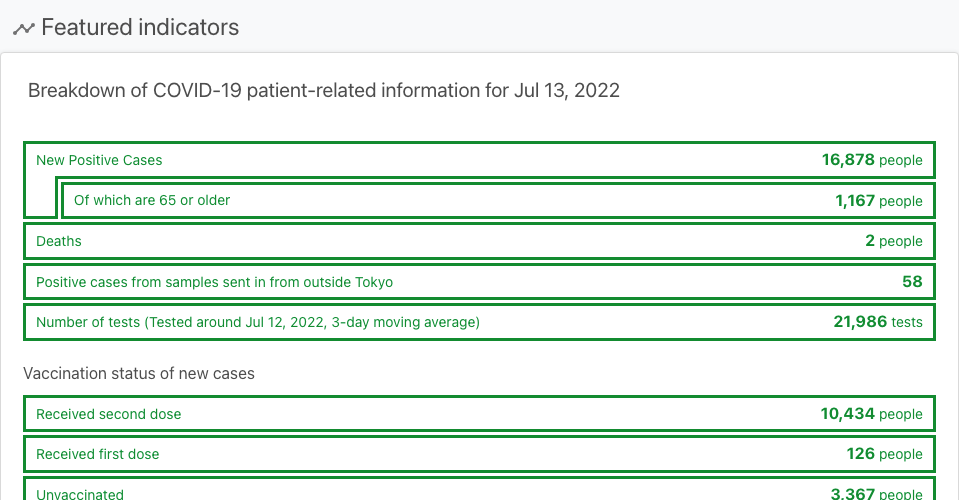 Featured indicators
Breakdown of COVID-19 patient-related information for Jul 13, 2022
New Positive Cases 16,878 people
Of which are 65 or older 1,167 people
Deaths 2 people
Positive cases from samples sent in from outside Tokyo 58
Number of tests (Tested around Jul 12, 2022, 3-day moving average) 21,986 tests
Vaccination status of new cases
Received second dose 10,434 people
Received first dose 126 people
Unvaccinated 3,367 people